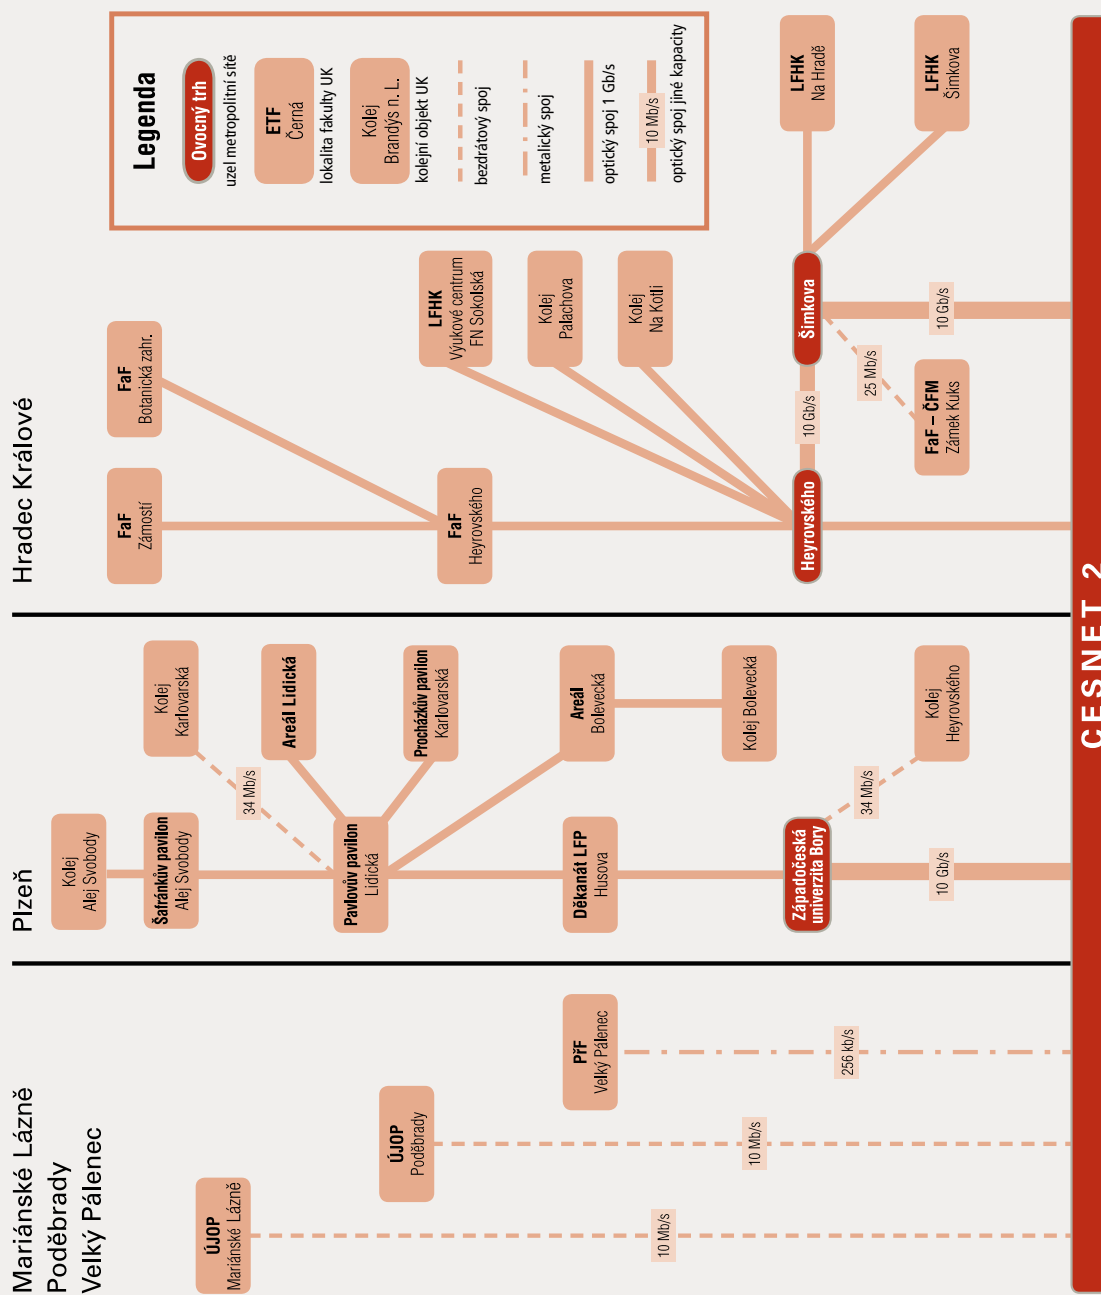 Mariánské Lázně
Poděbrady
Velký Pálenec
ÚJOP
Mariánské Lázně
10 Mb/s
ÚJOP
Poděbrady
10 Mb/s
PřF
Velký Pálenec
256 kb/s
Plzeň
Kolej
Alej Svobody
Šafránkův pavilon
Alej Svobody
Kolej
Karlovarská
34 Mb/s
Areál Lidická
Pavlovův pavilon
Lidická
Procházkův pavilon
Karlovarská
Děkanát LFP
Husova
Areál
Bolevecká
Kolej Bolevecká
Západočeská
univerzita Bory
34 Mb/s
Kolej
Heyrovského
10 Gb/s
Hradec Králové
FaF
Zámostí
FaF
Botanická zahr.
FaF
Heyrovského
LFHK
Výukové centrum
FN Sokolská
Kolej
Palachova
Kolej
Na Kotli
Heyrovského
10 Gb/s
Šimkova
LFHK
Na Hradě
LFHK
Šimkova
25 Mb/s
FaF – ČFM
Zámek Kuks
10 Gb/s
Legenda
Ovocný trh
uzel metropolitní sítě
ETF
Černá
lokalita fakulty UK
Kolej
Brandýs n. L.
kolejní objekt UK
bezdrátový spoj
metalický spoj
optický spoj 1 Gb/s
10 Mb/s
optický spoj jiné kapacity
CESNET 2